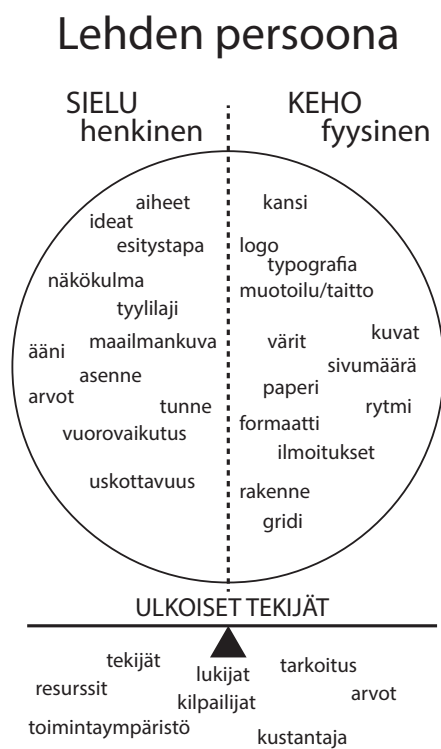 Lehden persoona
SIELU
henkinen
KEHO
fyysinen
aiheet
ideat
esitystapa
näkökulma
tyylilaji
maailmankuva
ääni
asenne
arvot
tunne
vuorovaikutus
uskottavuus
kansi
logo
typografia
muotoilu/taitto
kuvat
värit
sivumäärä
paperi
rytmi
formaatti
ilmoitukset
rakenne
gridi
ULKOISET TEKIJÄT
tekijät
lukijat
tarkoitus
resurssit
kilpailijat
arvot
toimintaympäristö
kustantaja